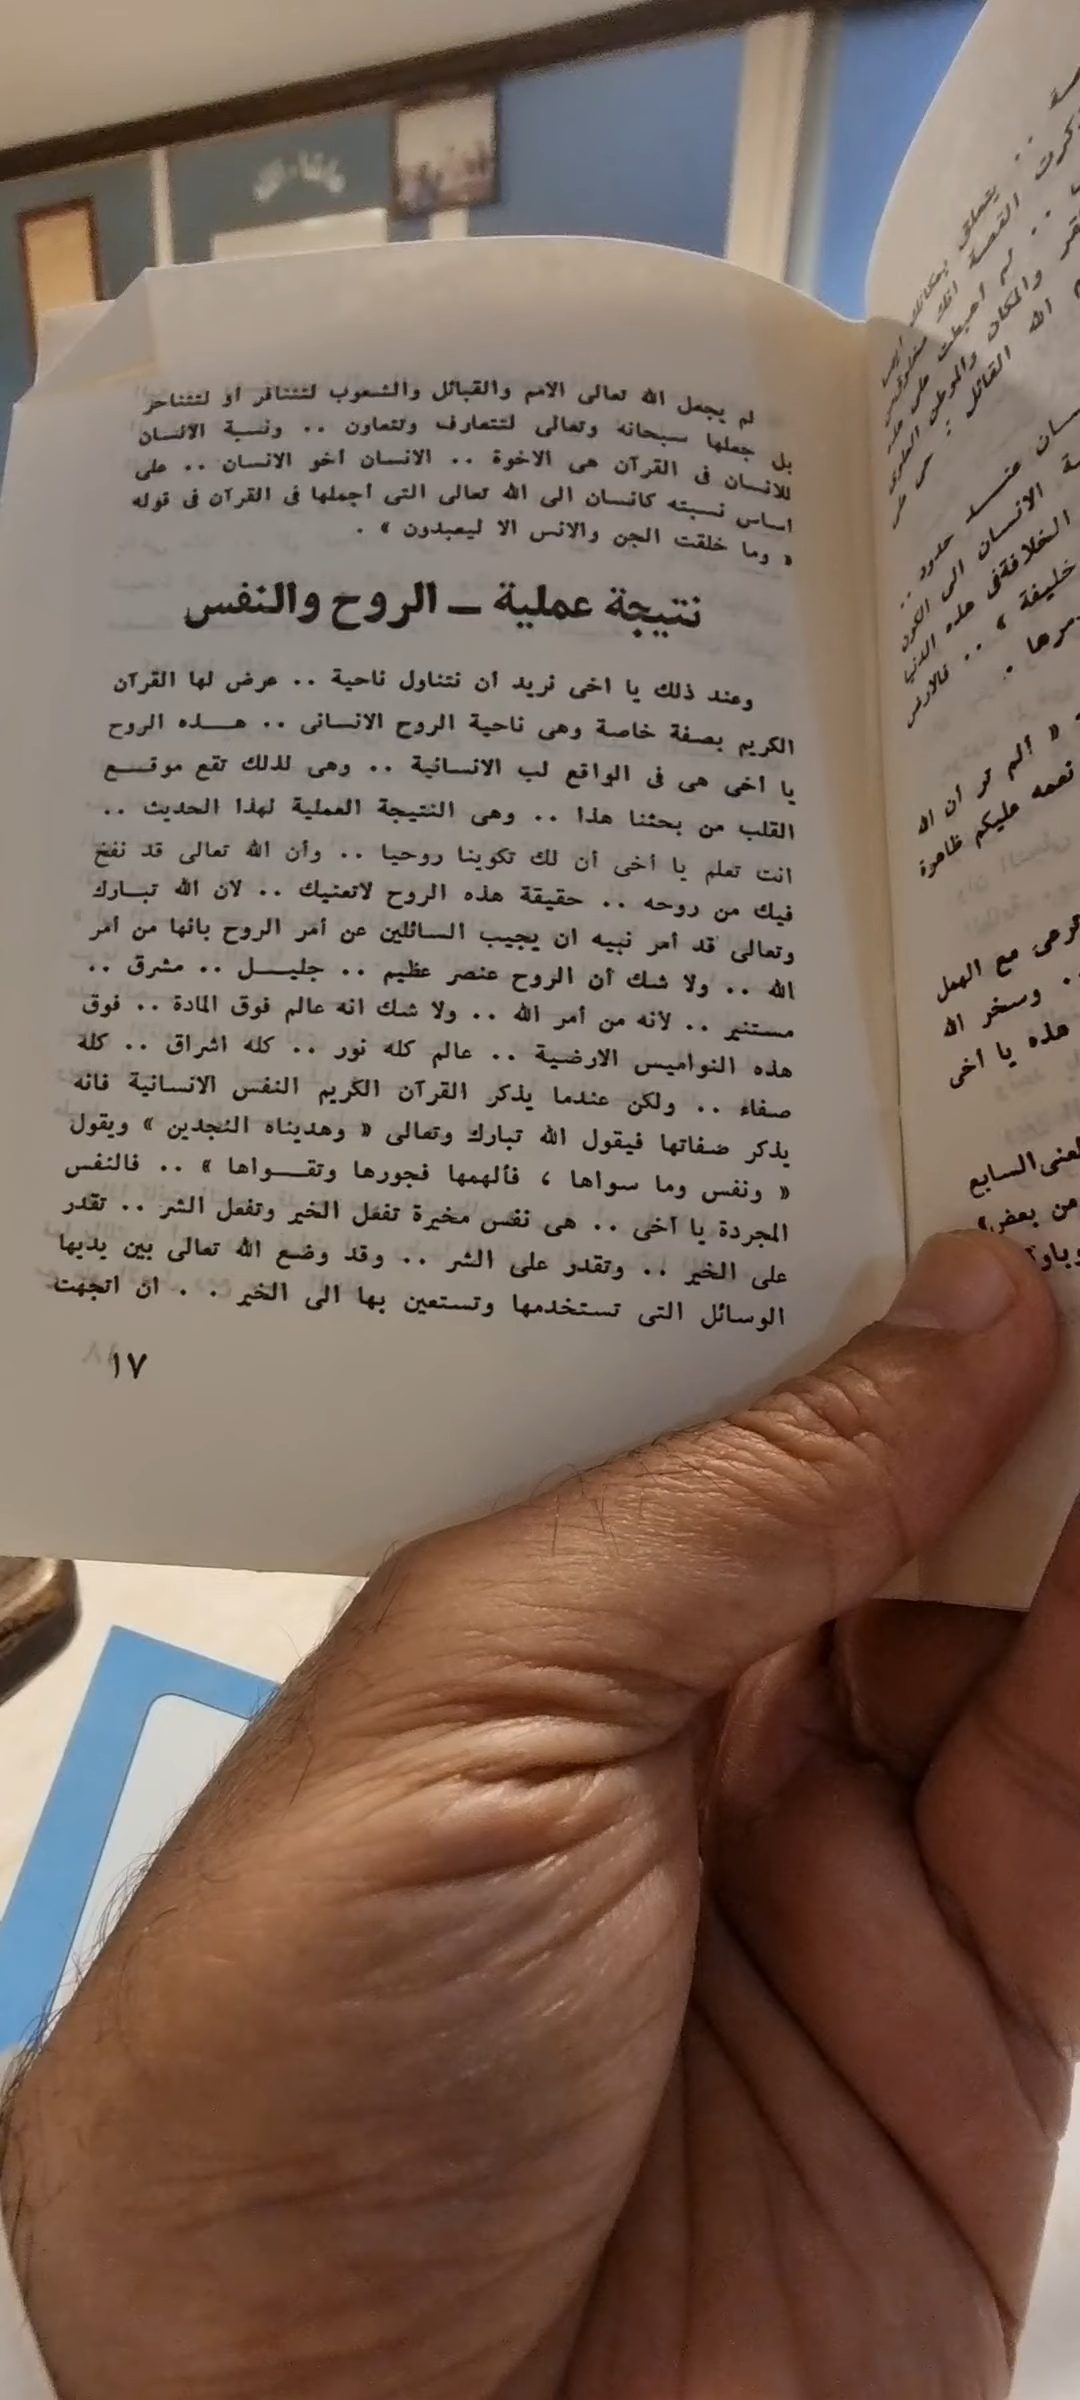 لم يجعل الله تعالى الامم والقبائل والشعوب لتتنافر او لتتناحر
بل جعلها سبحانه وتعالى لتتعارف ولتعاون .. ونسبة الانسان
للانسان فى القرآن هى الاخوة .. الانسان أخو الانسان .. على
اساس نسبته كانسان الى الله تعالى التى أجملها فى القرآن فى قوله
« وما خلقت الجن والانس الا ليعبدون » .
نتيجة عملية – الروح والنفس
وعند ذلك يا اخى نريد أن نتناول ناحية .. عرض لها القرآن
الكريم بصفة خاصة وهى ناحية الروح الانسانى .. هذه الروح
يا اخى هى فى الواقع لب الانسانية .. وهى لذلك تقع موقع
القلب من بحثنا هذا .. وهى النتيجة العملية لهذا الحديث ..
انت تعلم يا أخى أن لك تكوينا روحيا .. وأن الله تعالى قد نفخ
فيك من روحه .. حقيقة هذه الروح لاتعنيك .. لان الله تبارك
وتعالى قد أمر نبيه ان يجيب السائلين عن أمر الروح بانها من أمر
الله .. ولا شك أن الروح عنصر عظيم .. جليل .. مشرق ..
مستنير .. لأنه من أمر الله .. ولا شك انه عالم فوق المادة .. فوق
هذه النواميس الارضية .. عالم كله نور .. كله اشراق .. كله
صفاء .. ولكن عندما يذكر القرآن الكريم النفس الانسانية فانه
يذكر صفاتها فيقول الله تبارك وتعالى « وهديناه النجدين » ويقول
« ونفس وما سواها ، فألهمها فجورها وتقواها » .. فالنفس
المجردة يا أخى .. هى نفس مخيرة تفعل الخير وتفعل الشر .. تقدر
على الخير .. وتقدر على الشر .. وقد وضع الله تعالى بين يديها
الوسائل التى تستخدمها وتستعين بها الى الخير . . ان اتجهت
١٧